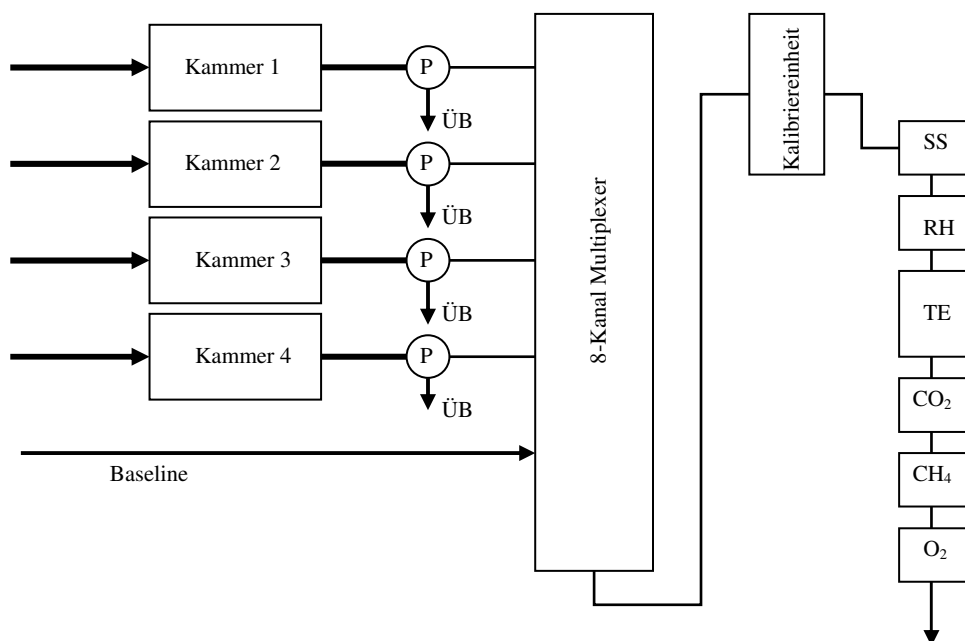 Kammer 1
P
ÜB
Kammer 2
P
ÜB
Kammer 3
P
ÜB
Kammer 4
P
ÜB
Baseline
8-Kanal Multiplexer
Kalibriereinheit
SS
RH
TE
CO₂
CH₄
O₂